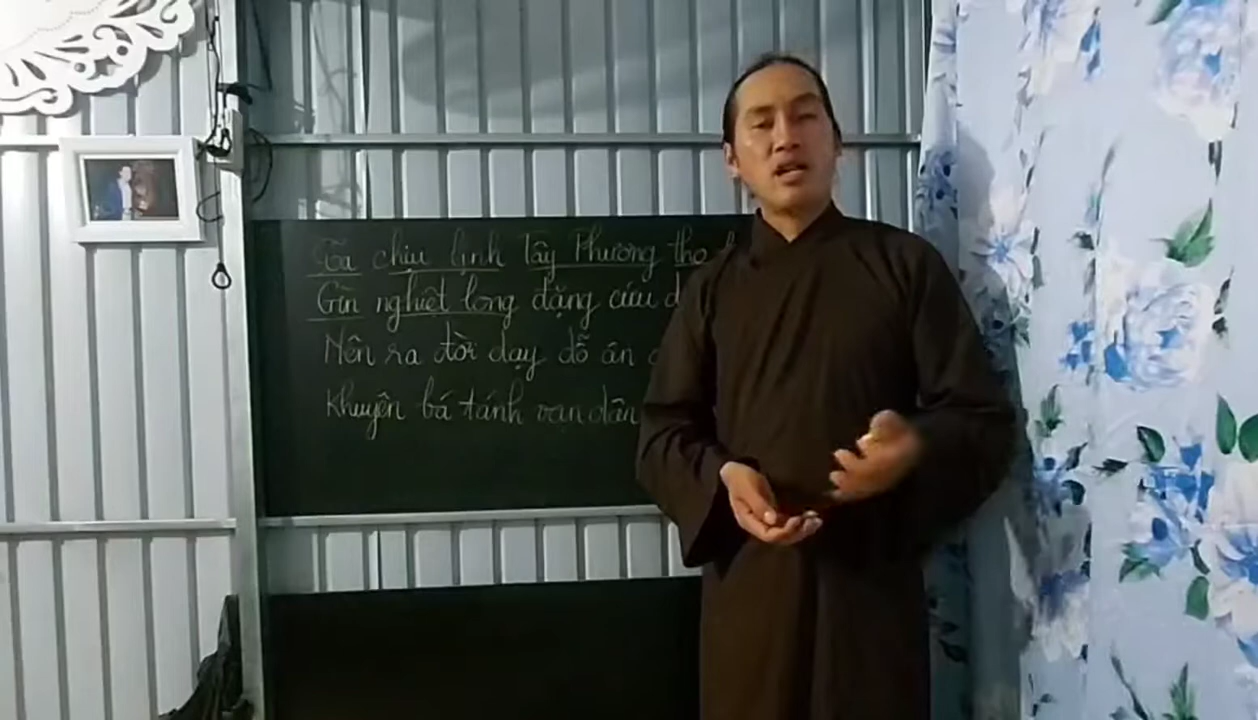 Ta chịu lịnh Tây Phương thọ
Gìn nghiệt lòng đặng cứu
Nên ra đời dạy dỗ ân
Khuyên bá tánh vạn dân